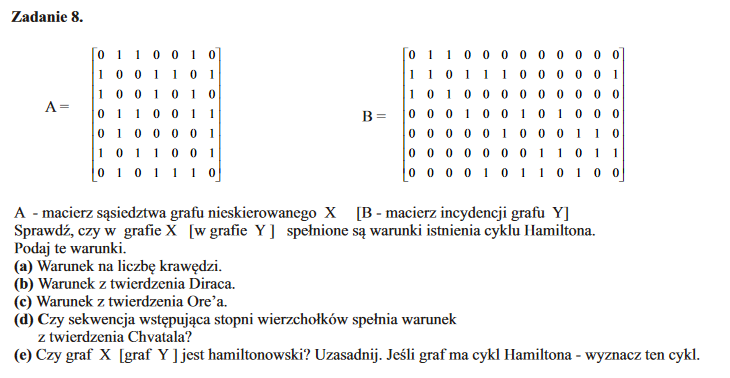 Zadanie 8.
A =
0 1 1 0 0 1 0
1 0 0 1 1 0 1
1 0 0 1 0 1 0
0 1 1 0 0 1 1
0 1 0 0 0 0 1
1 0 1 1 0 0 1
0 1 0 1 1 1 0
B =
0 1 1 0 0 0 0 0 0 0 0 0
1 1 0 1 1 1 0 0 0 0 0 1
1 0 1 0 0 0 0 0 0 0 0 0
0 0 0 1 0 0 1 0 1 0 0 0
0 0 0 0 0 1 0 0 0 1 1 0
0 0 0 0 0 0 0 1 1 0 1 1
0 0 0 0 1 0 1 1 0 1 0 0
A - macierz sąsiedztwa grafu nieskierowanego X [B - macierz incydencji grafu Y]
Sprawdź, czy w grafie X [w grafie Y ] spełnione są warunki istnienia cyklu Hamiltona.
Podaj te warunki.
(a) Warunek na liczbę krawędzi.
(b) Warunek z twierdzenia Diraca.
(c) Warunek z twierdzenia Ore'a.
(d) Czy sekwencja wstępująca stopni wierzchołków spełnia warunek
z twierdzenia Chvatala?
(e) Czy graf X [graf Y ] jest hamiltonowski? Uzasadnij. Jeśli graf ma cykl Hamiltona - wyznacz ten cykl.